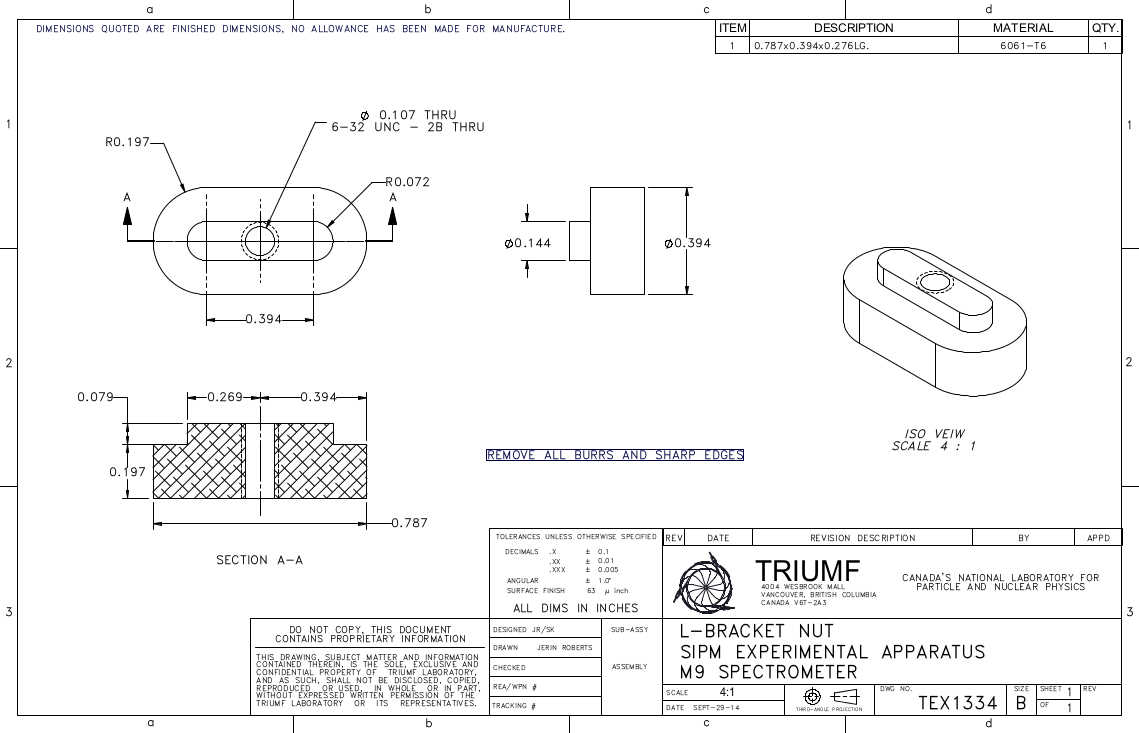 a b c d
DIMENSIONS QUOTED ARE FINISHED DIMENSIONS, NO ALLOWANCE HAS BEEN MADE FOR MANUFACTURE.
ITEM DESCRIPTION MATERIAL QTY.
1 0.787x0.394x0.276LG. 6061-T6 1
1 1
Ø 0.107 THRU
6-32 UNC - 2B THRU
R0.197
R0.072
A A
0.394
Ø0.144
Ø0.394
2 2
0.079
0.269 0.394
0.197
0.787
SECTION A-A
REMOVE ALL BURRS AND SHARP EDGES
ISO VEIW
SCALE 4 : 1
3 3
TOLERANCES UNLESS OTHERWISE SPECIFIED
DECIMALS .X ± 0.1
.XX ± 0.01
.XXX ± 0.005
ANGULAR ± 1.0°
SURFACE FINISH 63 µ inch
ALL DIMS IN INCHES
REV DATE REVISION DESCRIPTION BY APPD
TRIUMF
4004 WESBROOK MALL
VANCOUVER, BRITISH COLUMBIA
CANADA V6T-2A3
CANADA'S NATIONAL LABORATORY FOR
PARTICLE AND NUCLEAR PHYSICS
DO NOT COPY, THIS DOCUMENT
CONTAINS PROPRIETARY INFORMATION
THIS DRAWING, SUBJECT MATTER AND INFORMATION
CONTAINED THEREIN, IS THE SOLE, EXCLUSIVE AND
CONFIDENTIAL PROPERTY OF TRIUMF LABORATORY,
AND AS SUCH, SHALL NOT BE DISCLOSED, COPIED,
REPRODUCED OR USED, IN WHOLE OR IN PART,
WITHOUT EXPRESSED WRITTEN PERMISSION OF THE
TRIUMF LABORATORY OR ITS REPRESENTATIVES.
DESIGNED JR/SK
DRAWN JERIN ROBERTS
CHECKED
REA/WPN #
TRACKING #
SUB-ASSY
ASSEMBLY
L-BRACKET NUT
SIPM EXPERIMENTAL APPARATUS
M9 SPECTROMETER
SCALE 4:1
DATE SEPT-29-14
THIRD-ANGLE PROJECTION
DWG NO.
TEX1334
SIZE
B
SHEET 1
OF 1
REV
a b c d